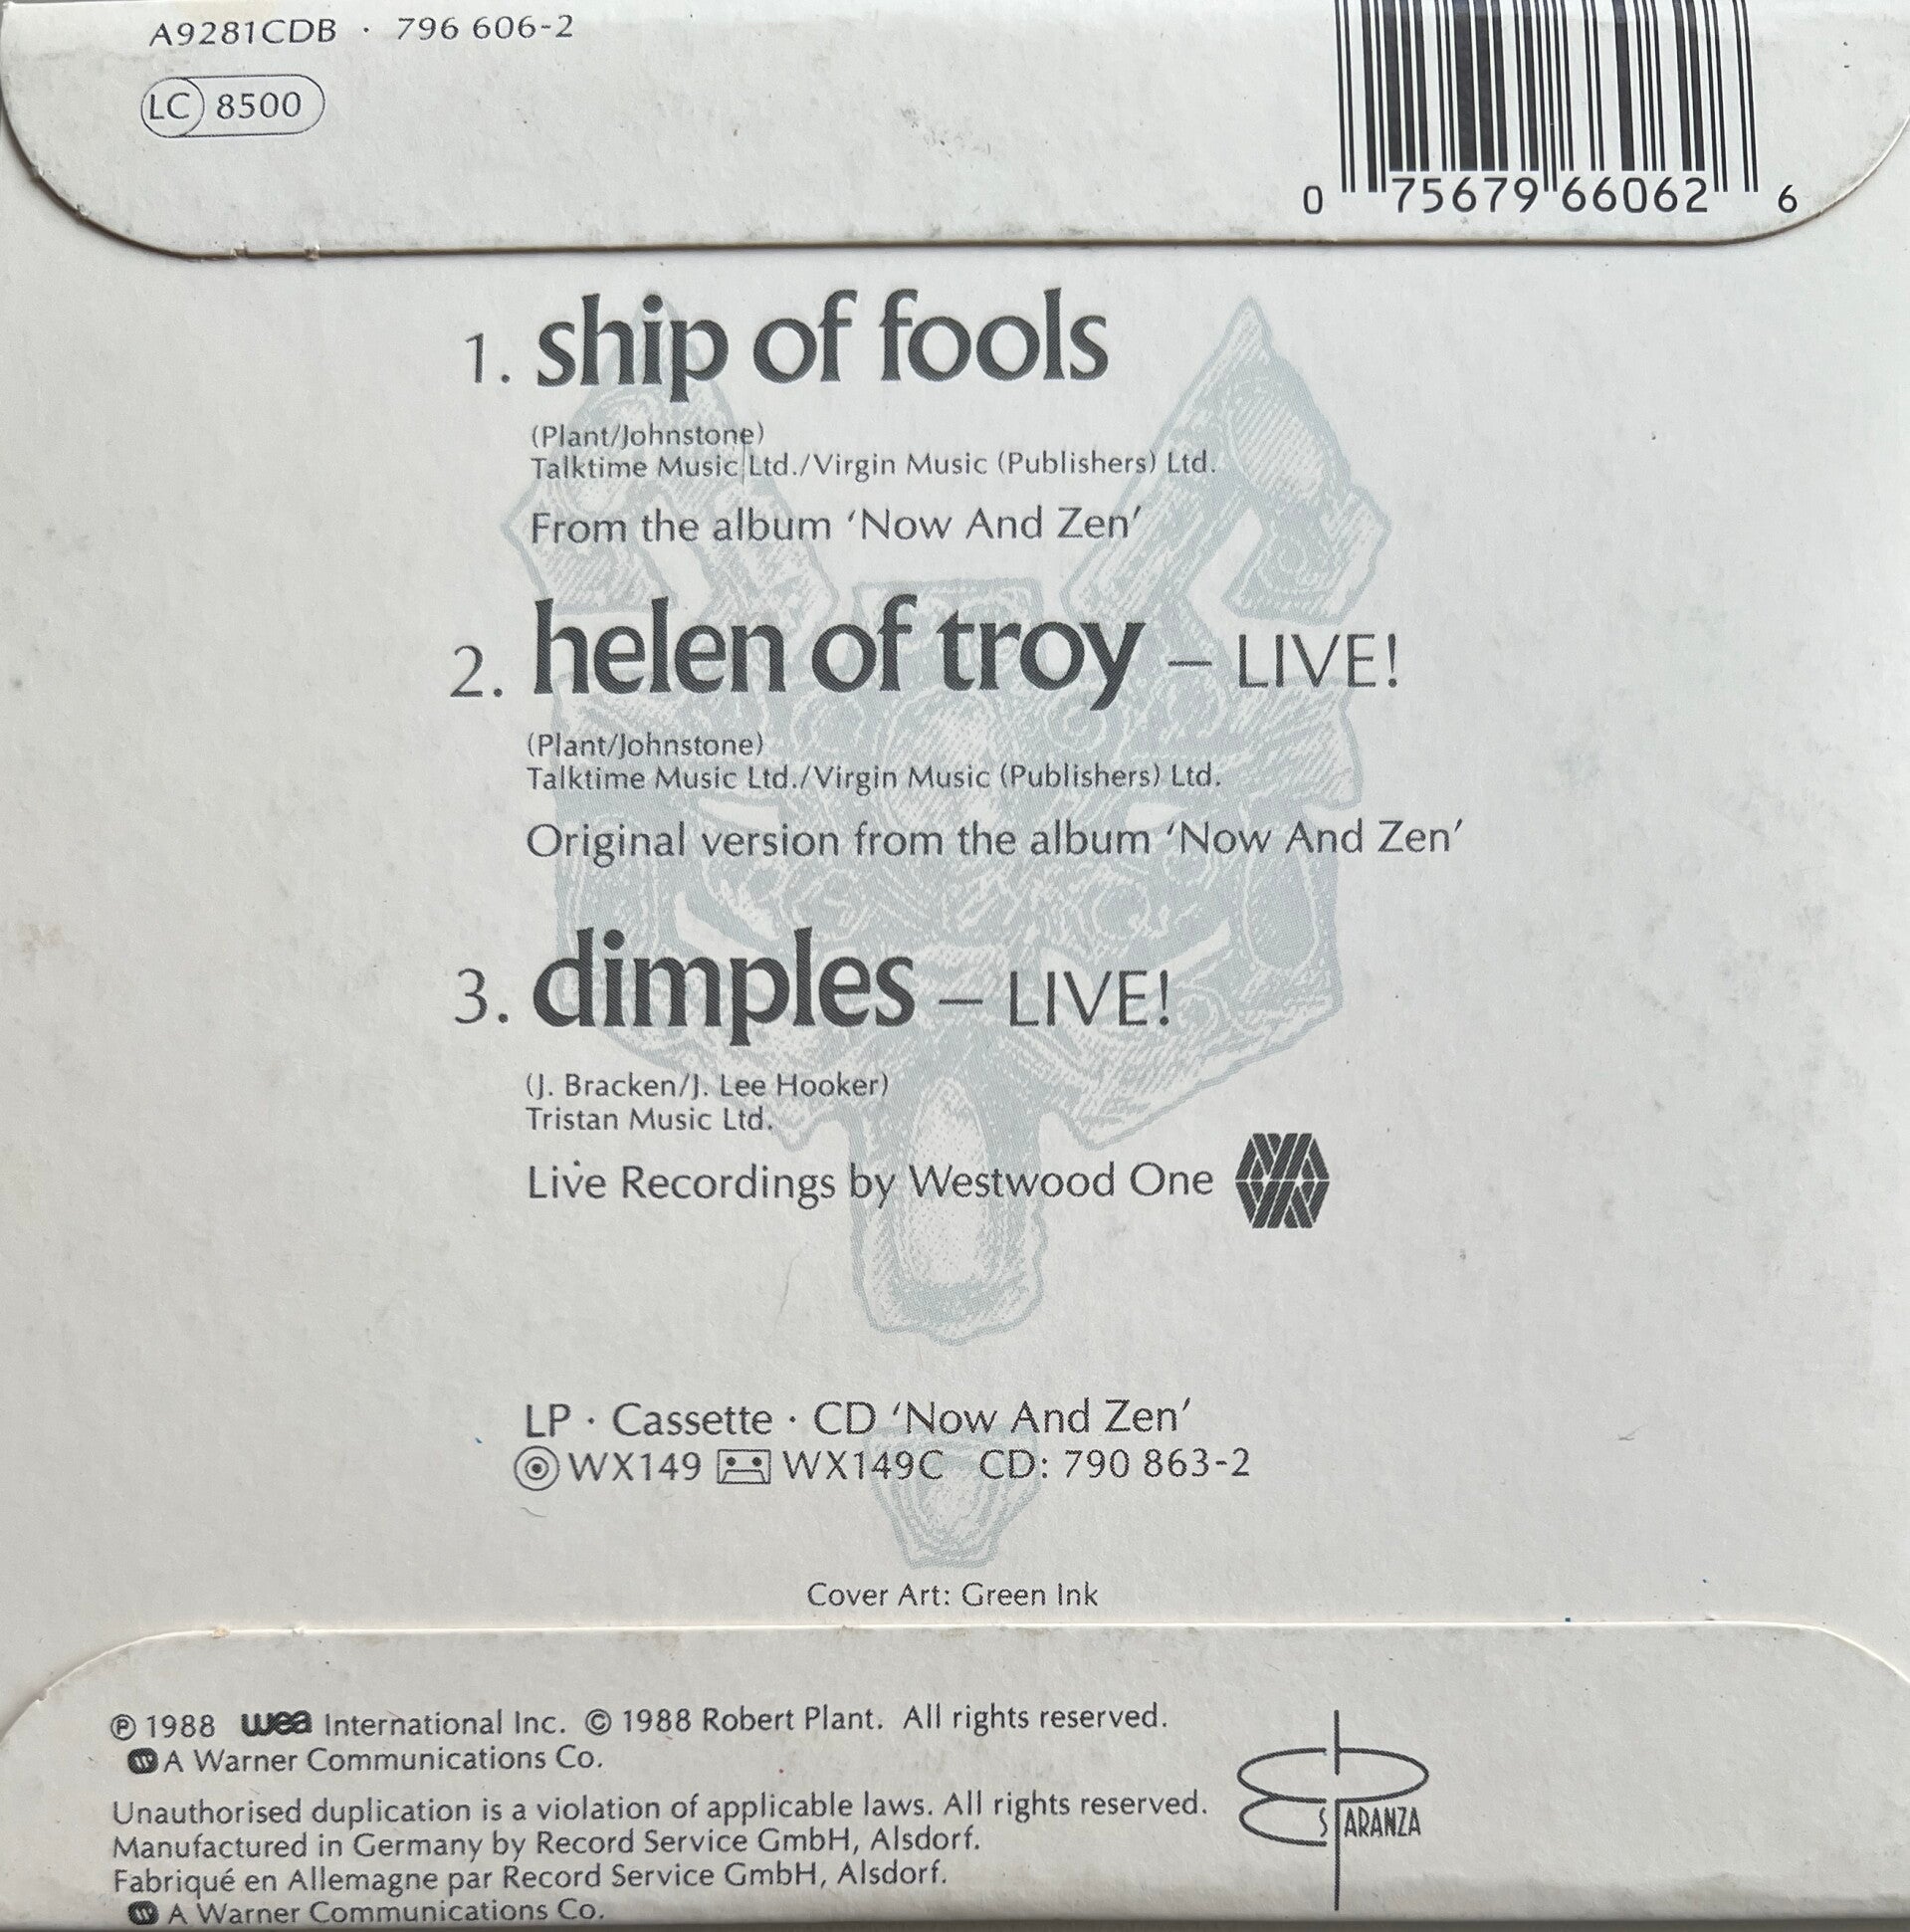 A9281CDB · 796 606-2
LC 8500
0 75679 66062 6
1. ship of fools
(Plant/Johnstone)
Talktime Music Ltd./Virgin Music (Publishers) Ltd.
From the album ‘Now And Zen’
2. helen of troy – LIVE!
(Plant/Johnstone)
Talktime Music Ltd./Virgin Music (Publishers) Ltd.
Original version from the album ‘Now And Zen’
3. dimples – LIVE!
(J. Bracken/J. Lee Hooker)
Tristan Music Ltd.
Live Recordings by Westwood One
LP · Cassette · CD ‘Now And Zen’
WX149 WX149C CD: 790 863-2
Cover Art: Green Ink
℗ 1988 wea International Inc. © 1988 Robert Plant. All rights reserved.
A Warner Communications Co.
Unauthorised duplication is a violation of applicable laws. All rights reserved.
Manufactured in Germany by Record Service GmbH, Alsdorf.
Fabriqué en Allemagne par Record Service GmbH, Alsdorf.
A Warner Communications Co.
ES PARANZA